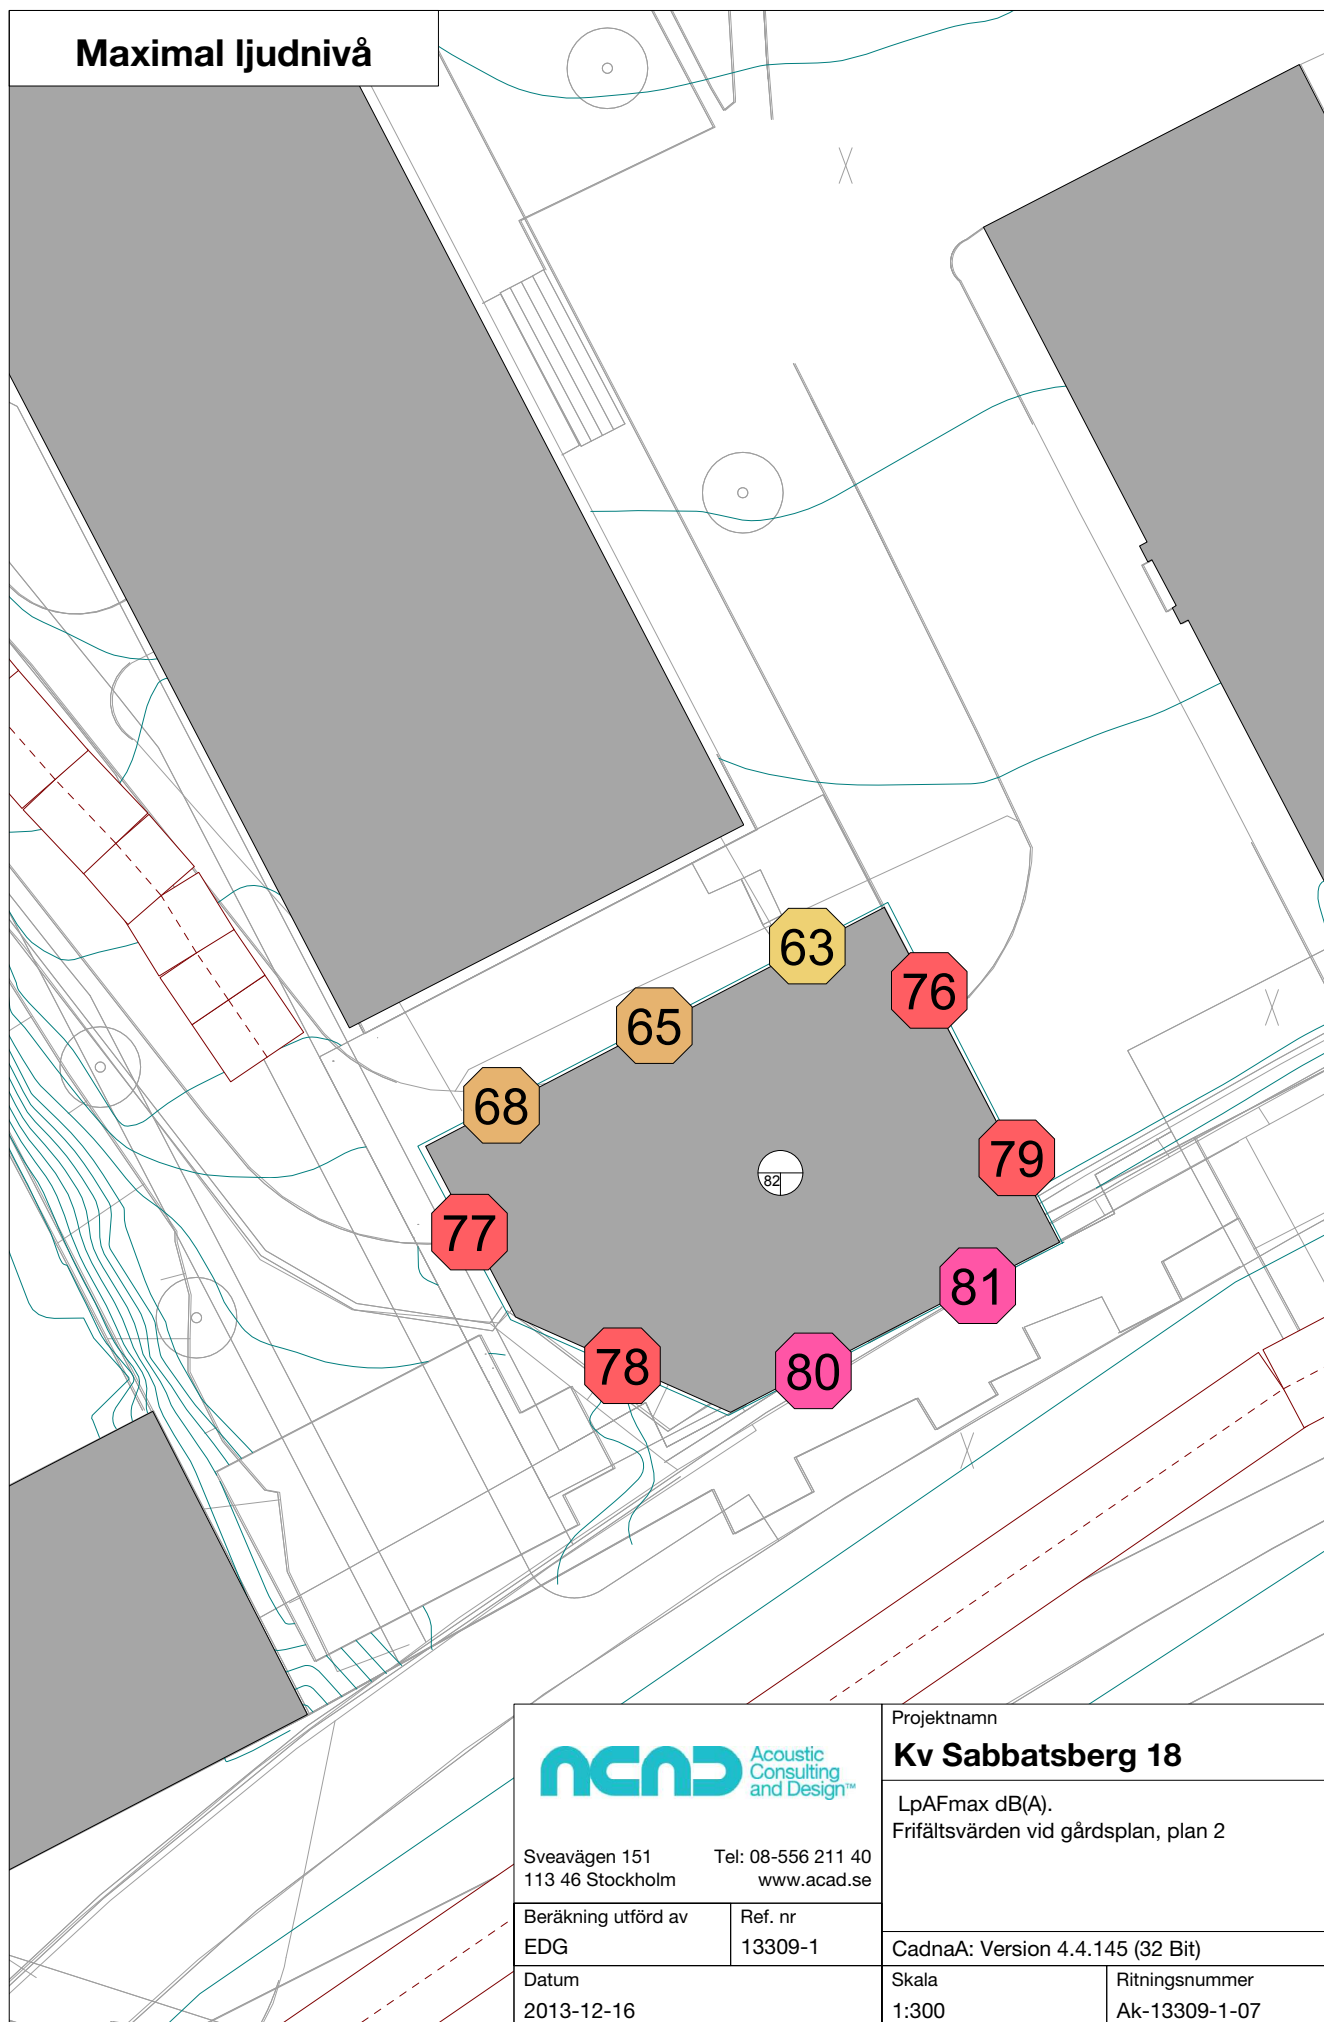 Maximal ljudnivå
63
76
65
68
79
82
77
81
78
80
ACAD
Acoustic
Consulting
and Design™
Sveavägen 151
113 46 Stockholm
Tel: 08-556 211 40
www.acad.se
Projektnamn
Kv Sabbatsberg 18
LpAFmax dB(A).
Frifältsvärden vid gårdsplan, plan 2
Beräkning utförd av
EDG
Ref. nr
13309-1
CadnaA: Version 4.4.145 (32 Bit)
Datum
2013-12-16
Skala
1:300
Ritningsnummer
Ak-13309-1-07